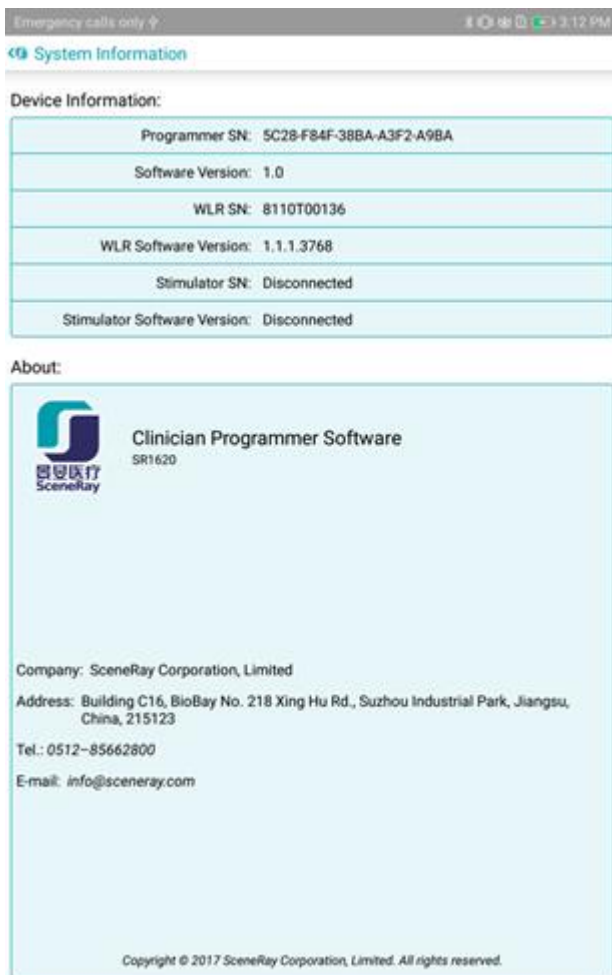 Emergency calls only
3:12 PM
System Information
Device Information:
Programmer SN: 5C28-F84F-38BA-A3F2-A9BA
Software Version: 1.0
WLR SN: 8110T00136
WLR Software Version: 1.1.1.3768
Stimulator SN: Disconnected
Stimulator Software Version: Disconnected
About:
景昱医疗
SceneRay
Clinician Programmer Software
SR1620
Company: SceneRay Corporation, Limited
Address: Building C16, BioBay No. 218 Xing Hu Rd., Suzhou Industrial Park, Jiangsu,
China, 215123
Tel.: 0512–85662800
E-mail: info@sceneray.com
Copyright © 2017 SceneRay Corporation, Limited. All rights reserved.